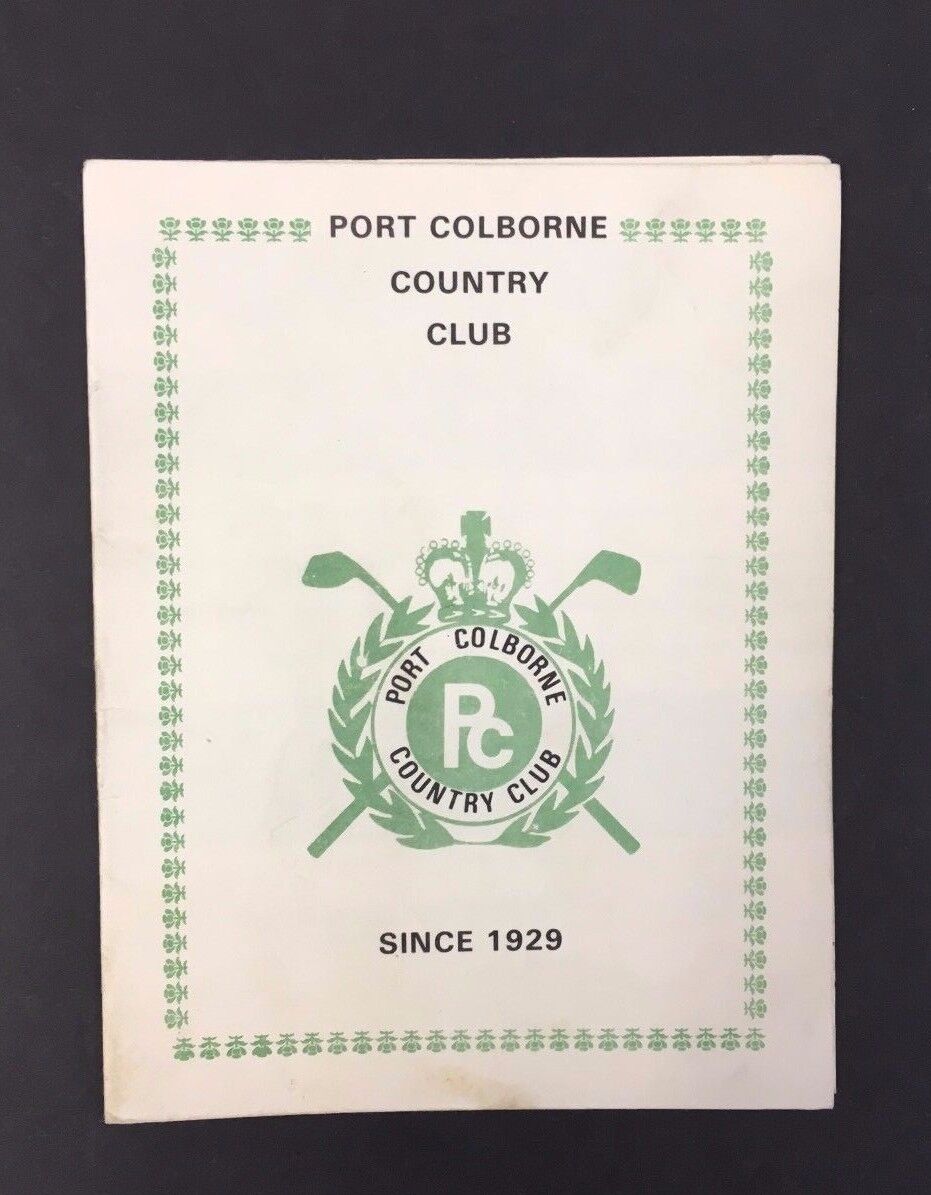 PORT COLBORNE
COUNTRY
CLUB
PORT COLBORNE
PC
COUNTRY CLUB
SINCE 1929